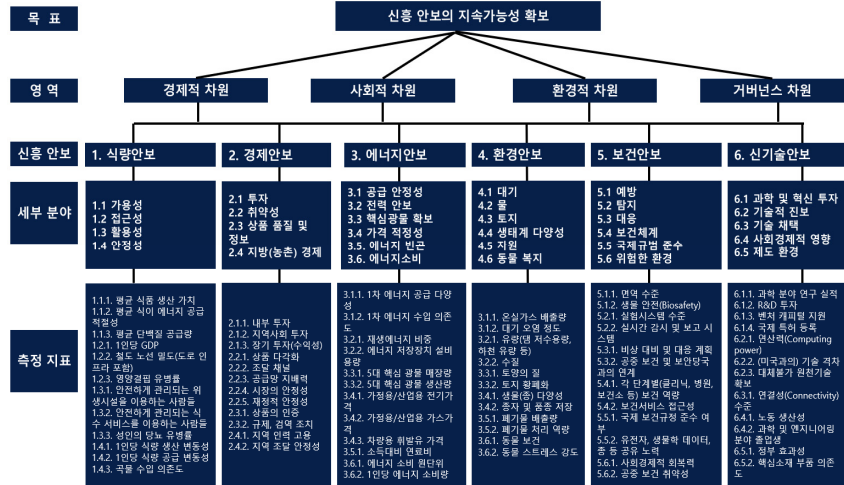 목 표
신흥 안보의 지속가능성 확보
영 역
경제적 차원
사회적 차원
환경적 차원
거버넌스 차원
신흥 안보
1. 식량안보
2. 경제안보
3. 에너지안보
4. 환경안보
5. 보건안보
6. 신기술안보
세부 분야
1.1 가용성
1.2 접근성
1.3 활용성
1.4 안정성
2.1 투자
2.2 취약성
2.3 상품 품질 및
정보
2.4 지방(농촌) 경제
3.1 공급 안정성
3.2 전력 안보
3.3 핵심광물 확보
3.4 가격 적정성
3.5. 에너지 빈곤
3.6. 에너지소비
4.1 대기
4.2 물
4.3 토지
4.4 생태계 다양성
4.5 지원
4.6 동물 복지
5.1 예방
5.2 탐지
5.3 대응
5.4 보건체계
5.5 국제규범 준수
5.6 위험한 환경
6.1 과학 및 혁신 투자
6.2 기술적 진보
6.3 기술 채택
6.4 사회경제적 영향
6.5 제도 환경
측정 지표
1.1.1. 평균 식품 생산 가치
1.1.2. 평균 식이 에너지 공급
적절성
1.1.3. 평균 단백질 공급량
1.2.1. 1인당 GDP
1.2.2. 철도 노선 밀도(도로 인
프라 포함)
1.2.3. 영양결핍 유병률
1.3.1. 안전하게 관리되는 위
생시설을 이용하는 사람들
1.3.2. 안전하게 관리되는 식
수 서비스를 이용하는 사람들
1.3.3. 성인의 당뇨 유병률
1.4.1. 1인당 식량 생산 변동성
1.4.2. 1인당 식량 공급 변동성
1.4.3. 곡물 수입 의존도
2.1.1. 내부 투자
2.1.2. 지역사회 투자
2.1.3. 장기 투자(수익성)
2.2.1. 상품 다각화
2.2.2. 조달 채널
2.2.3. 공급망 지배력
2.2.4. 시장의 안정성
2.2.5. 재정적 안정성
2.3.1. 상품의 인증
2.3.2. 규제, 검역 조치
2.4.1. 지역 인력 고용
2.4.2. 지역 조달 안정성
3.1.1. 1차 에너지 공급 다양
성
3.1.2. 1차 에너지 수입 의존
도
3.2.1. 재생에너지 비중
3.2.2. 에너지 저장장치 설비
용량
3.3.1. 5대 핵심 광물 매장량
3.3.2. 5대 핵심 광물 생산량
3.4.1. 가정용/산업용 전기가
격
3.4.2. 가정용/산업용 가스가
격
3.4.3. 차량용 휘발유 가격
3.5.1. 소득대비 연료비
3.6.1. 에너지 소비 원단위
3.6.2. 1인당 에너지 소비량
3.1.1. 온실가스 배출량
3.1.2. 대기 오염 정도
3.2.1. 유량(댐 저수용량,
하천 유량 등)
3.2.2. 수질
3.3.1. 토양의 질
3.3.2. 토지 황폐화
3.4.1. 생물(종) 다양성
3.4.2. 종자 및 품종 저장
3.5.1. 폐기물 배출량
3.5.2. 폐기물 처리 역량
3.6.1. 동물 보건
3.6.2. 동물 스트레스 강도
5.1.1. 면역 수준
5.1.2. 생물 안전(Biosafety)
5.2.1. 실험시스템 수준
5.2.2. 실시간 감시 및 보고 시
스템
5.3.1. 비상 대비 및 대응 계획
5.3.2. 공중 보건 및 보안당국
과의 연계
5.4.1. 각 단계별(클리닉, 병원,
보건소 등) 보건 역량
5.4.2. 보건서비스 접근성
5.5.1. 국제 보건규정 준수 여
부
5.5.2. 유전자, 생물학 데이터,
종 등 공유 노력
5.6.1. 사회경제적 회복력
5.6.2. 공중 보건 취약성
6.1.1. 과학 분야 연구 실적
6.1.2. R&D 투자
6.1.3. 벤처 캐피털 지원
6.1.4. 국제 특허 등록
6.2.1. 연산력(Computing
power)
6.2.2. (미국과의) 기술 격차
6.2.3. 대체불가 원천기술
확보
6.3.1. 연결성(Connectivity)
수준
6.4.1. 노동 생산성
6.4.2. 과학 및 엔지니어링
분야 졸업생
6.5.1. 정부 효과성
6.5.2. 핵심소재 부품 의존
도